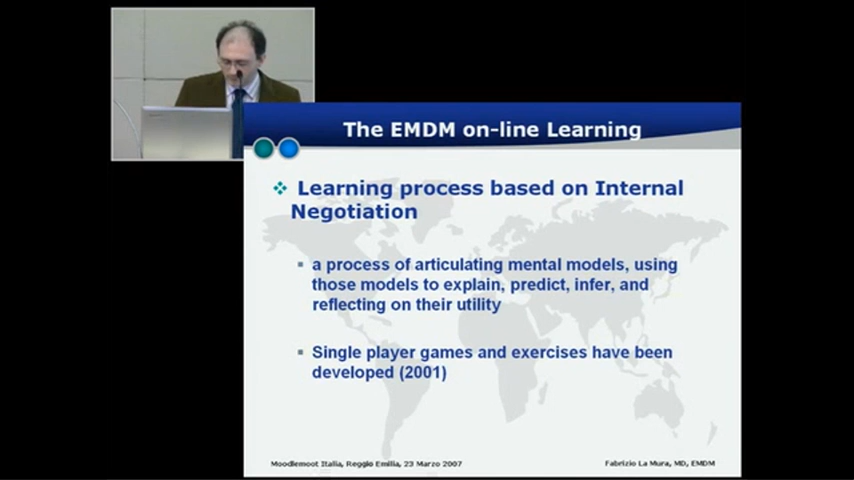 The EMDM on-line Learning
Learning process based on Internal
Negotiation
a process of articulating mental models, using
those models to explain, predict, infer, and
reflecting on their utility
Single player games and exercises have been
developed (2001)
Moodlemoot Italia, Reggio Emilia, 23 Marzo 2007
Fabrizio La Mura, MD, EMDM